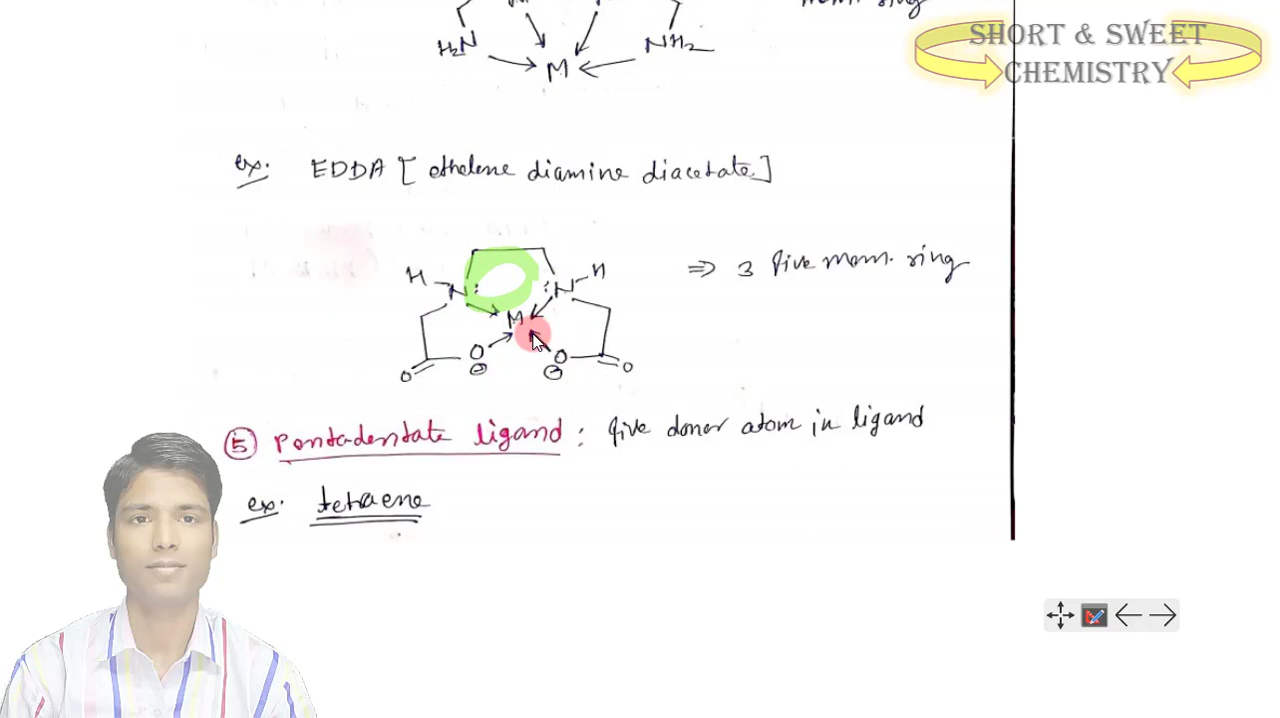 SHORT & SWEET
CHEMISTRY
H₂N
M
NH₂
ex: EDDA [ ethelene diamine diacetate ]
H N : : N H
M
O O
⊖ ⊖
O O
⇒ 3 five mem. ring
⑤ Pentadentate ligand : five donor atom in ligand
ex: tetraene